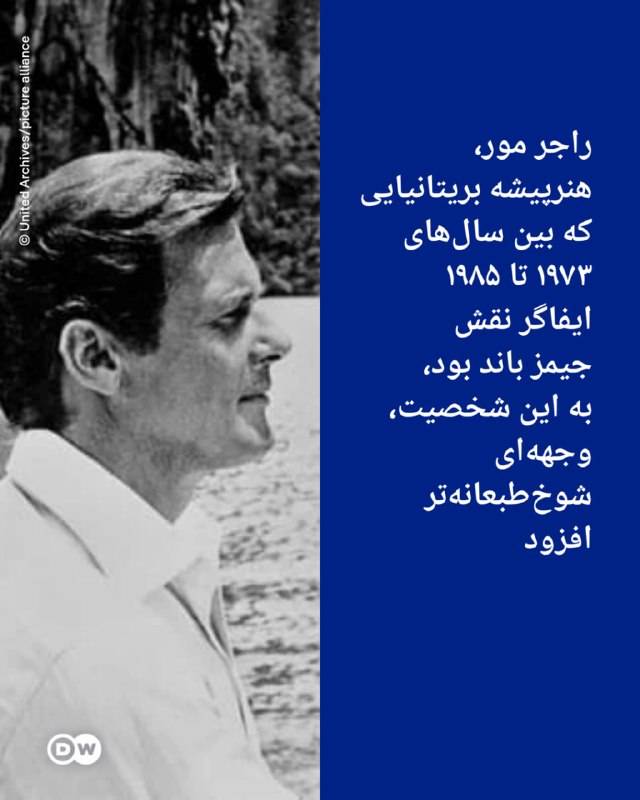 راجر مور،
هنرپیشه بریتانیایی
که بین سال‌های
۱۹۷۳ تا ۱۹۸۵
ایفاگر نقش
جیمز باند بود،
به این شخصیت،
وجهه‌ای
شوخ‌طبعانه‌تر
افزود
© United Archives/picture alliance
DW